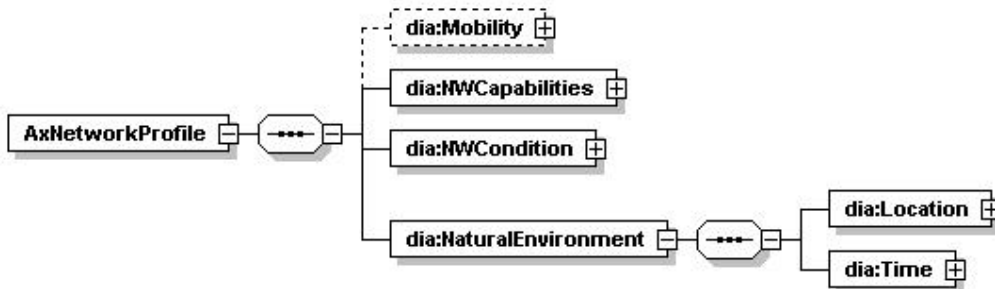 dia:Mobility
dia:NWCapabilities
AxNetworkProfile
dia:NWCondition
dia:NaturalEnvironment
dia:Location
dia:Time